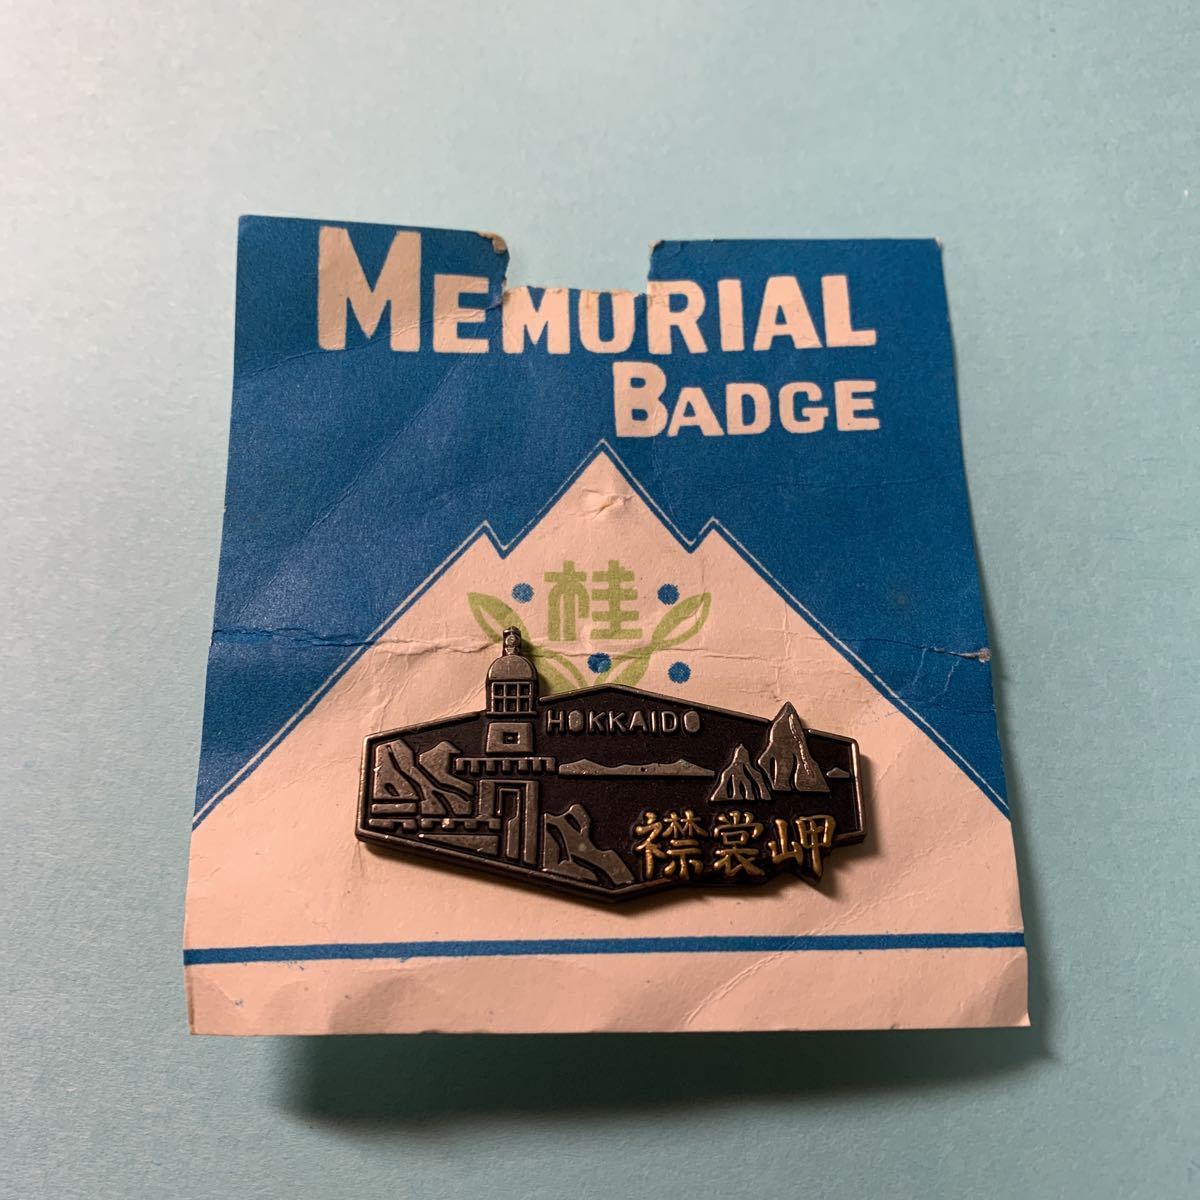 MEMORIAL
BADGE
桂
HOKKAIDO
襟裳岬